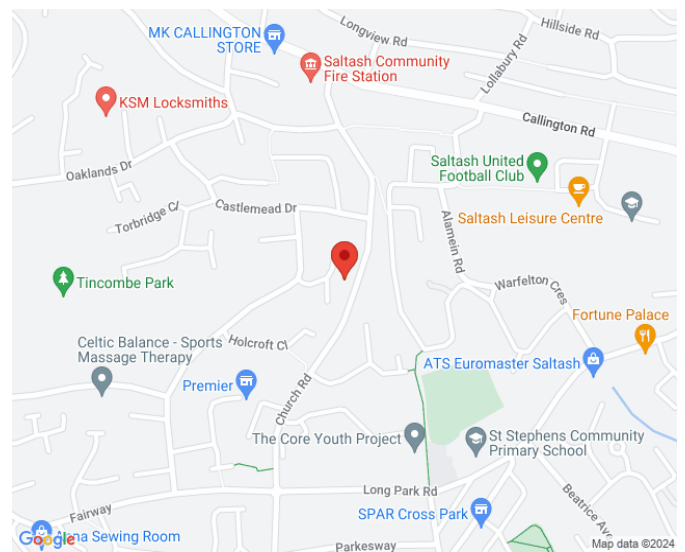 Longview Rd
Hillside Rd
MK CALLINGTON
STORE
Lollabury Rd
Saltash Community
Fire Station
KSM Locksmiths
Callington Rd
Oaklands Dr
Saltash United
Football Club
Castlemead Dr
Torbridge Cl
Saltash Leisure Centre
Alamein Rd
Tincombe Park
Warfelton Cres
Fortune Palace
Celtic Balance - Sports
Massage Therapy
Holcroft Cl
ATS Euromaster Saltash
Premier
Church Rd
The Core Youth Project
St Stephens Community
Primary School
Long Park Rd
Beatrice Ave
Fairway
SPAR Cross Park
Sewing Room
Google
Parkesway
Map data ©2024